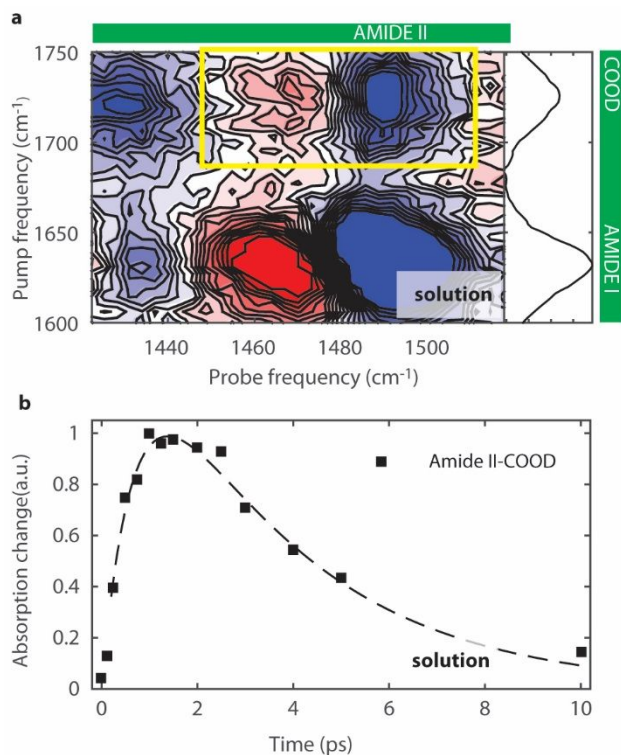 a
AMIDE II
1750
1700
1650
1600
Pump frequency (cm⁻¹)
solution
COOD
AMIDE I
1440
1460
1480
1500
Probe frequency (cm⁻¹)
b
1
0.8
0.6
0.4
0.2
0
Absorption change(a.u.)
Amide II-COOD
solution
0
2
4
6
8
10
Time (ps)